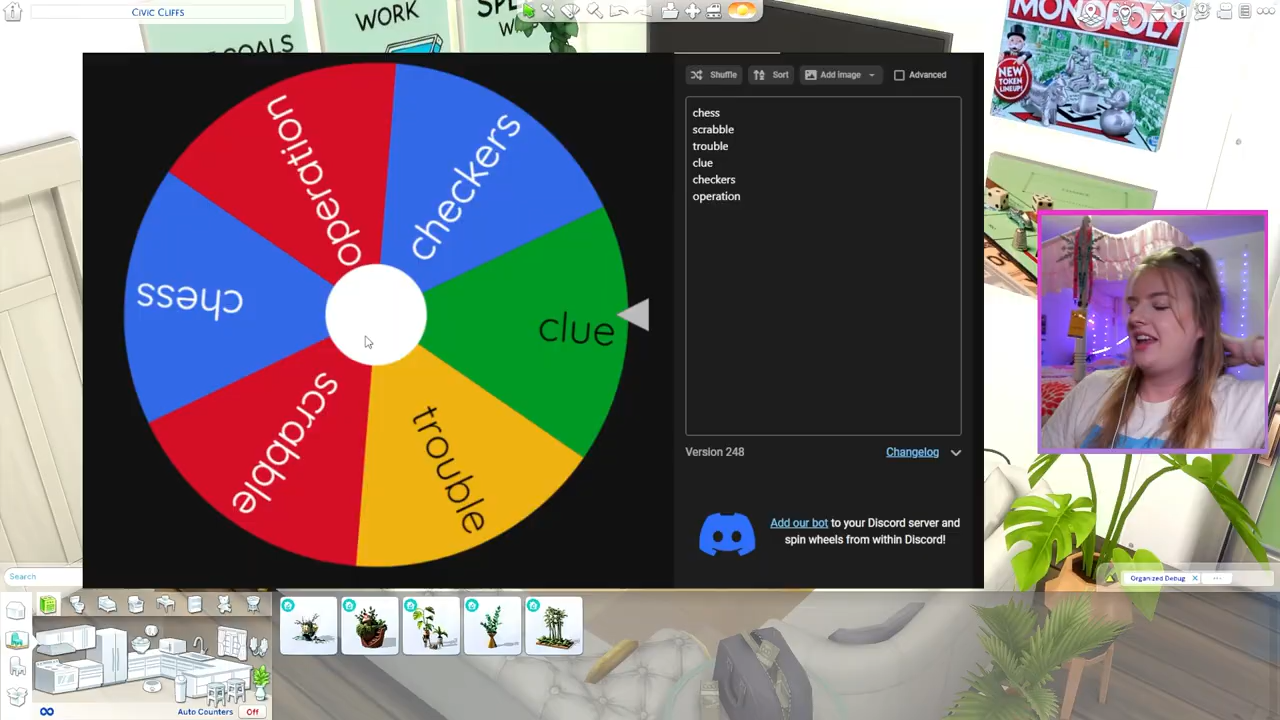 Civic Cliffs
GOALS
WORK
SP
MONOPOLY
NEW
TOKEN
LINEUP!
Shuffle
Sort
Add image
Advanced
operation
checkers
chess
clue
scrabble
trouble
chess
scrabble
trouble
clue
checkers
operation
Version 248
Changelog
Add our bot to your Discord server and
spin wheels from within Discord!
Search
Organized Debug
Auto Counters
Off